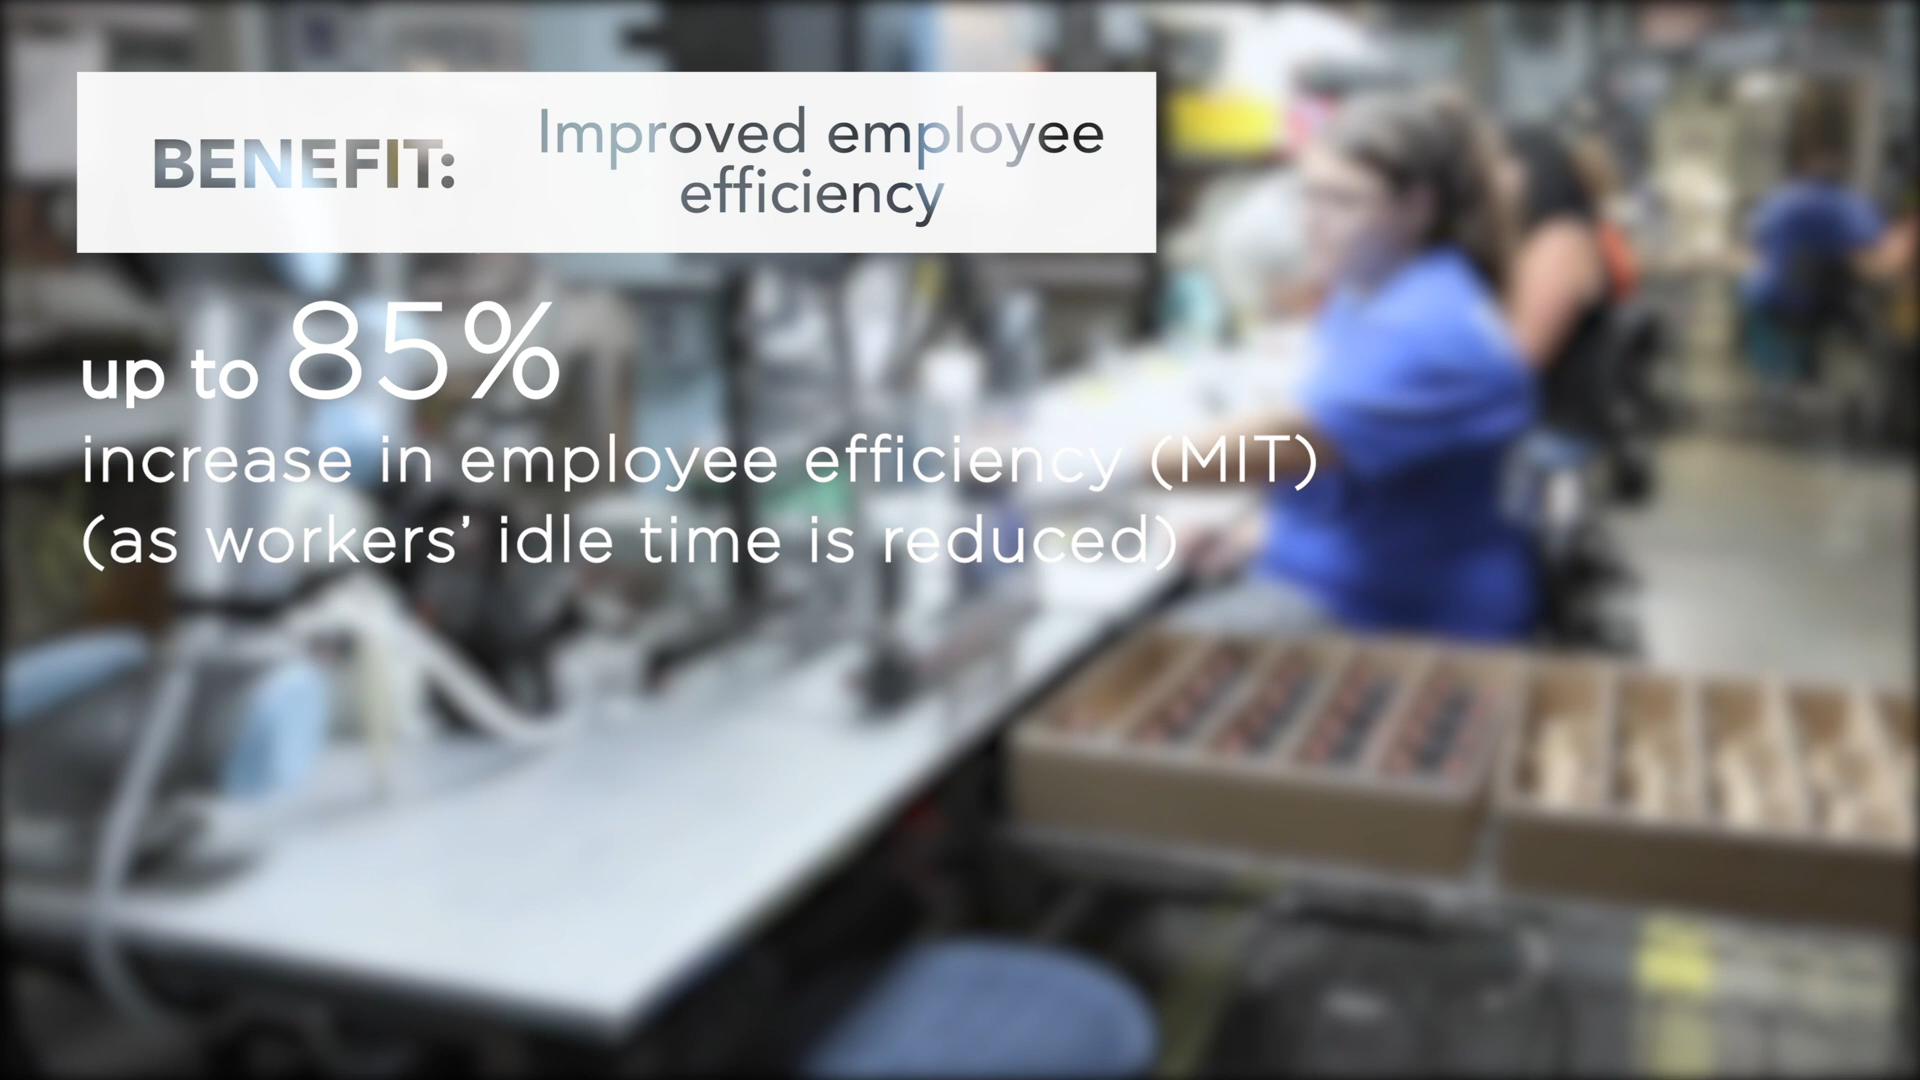 BENEFIT:
Improved employee
efficiency
up to 85%
increase in employee efficiency (MIT)
(as workers’ idle time is reduced)